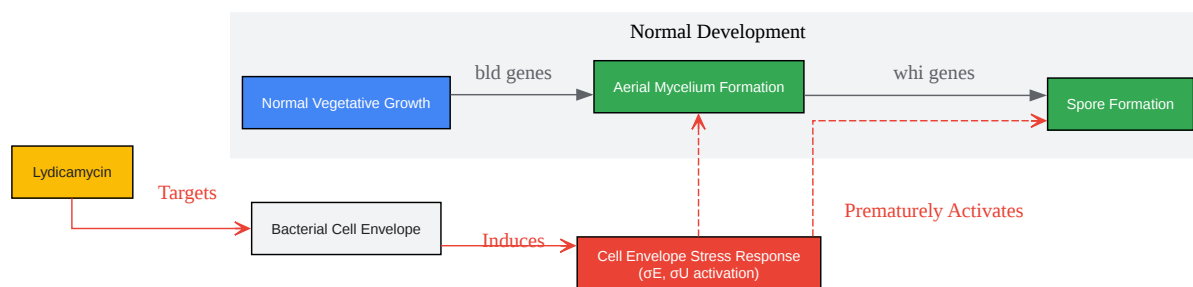 Normal Development
bld genes
whi genes
Normal Vegetative Growth
Aerial Mycelium Formation
Spore Formation
Lydicamycin
Targets
Prematurely Activates
Bacterial Cell Envelope
Induces
Cell Envelope Stress Response
(σE, σU activation)